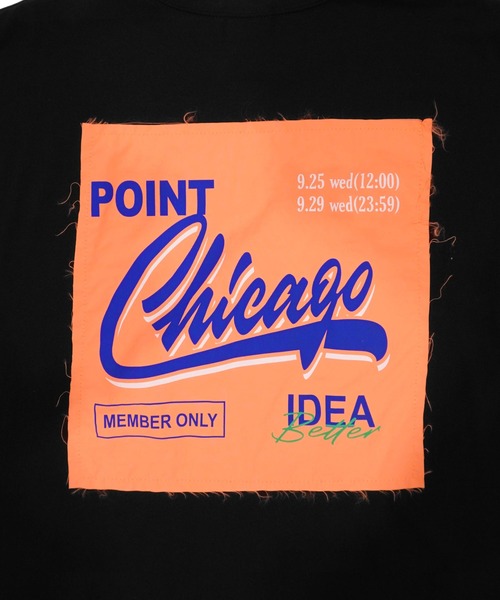 POINT
9.25 wed(12:00)
9.29 wed(23:59)
Chicago
MEMBER ONLY
IDEA
Better